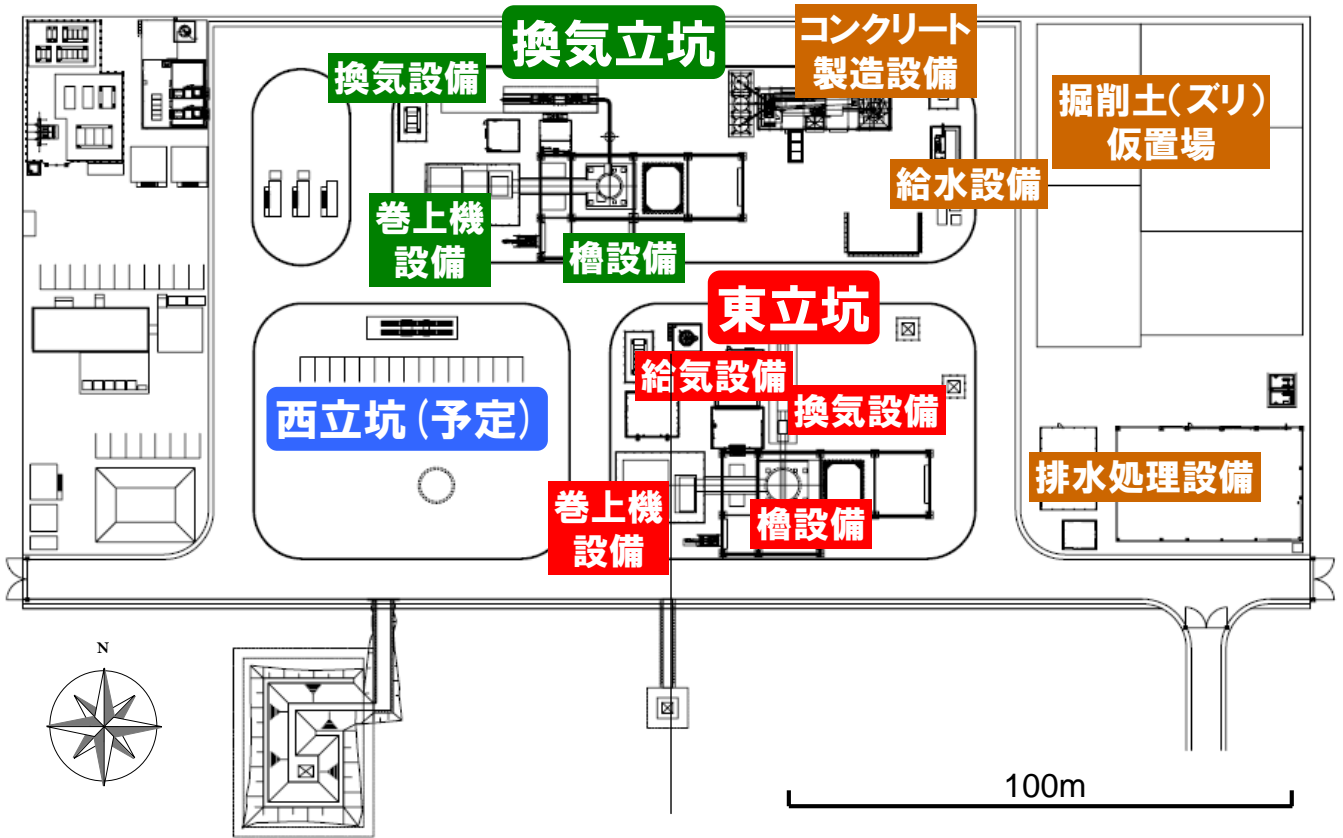 換気立坑
コンクリート
製造設備
換気設備
掘削土(ズリ)
仮置場
給水設備
巻上機
設備
櫓設備
東立坑
給気設備
換気設備
西立坑(予定)
排水処理設備
巻上機
設備
櫓設備
N
100m